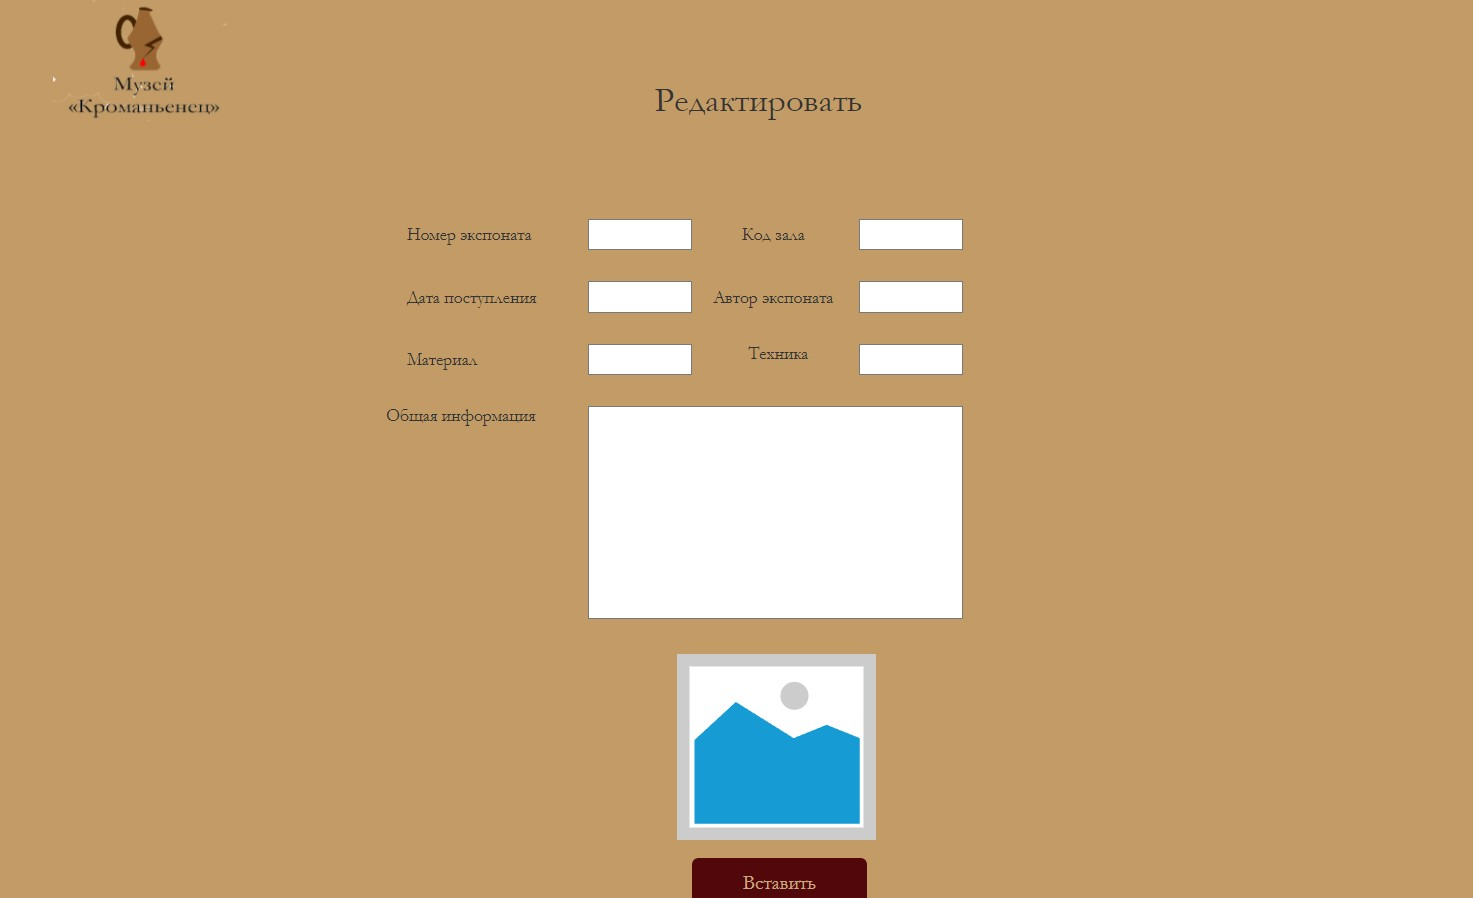 Музей
«Кроманьенец»
Редактировать
Номер экспоната
Код зала
Дата поступления
Автор экспоната
Материал
Техника
Общая информация
Вставить